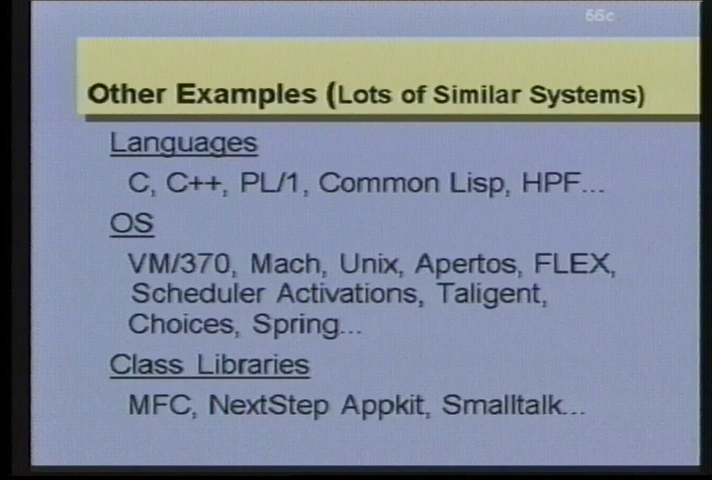 66c
Other Examples (Lots of Similar Systems)
Languages
C, C++, PL/1, Common Lisp, HPF...
OS
VM/370, Mach, Unix, Apertos, FLEX,
Scheduler Activations, Taligent,
Choices, Spring...
Class Libraries
MFC, NextStep Appkit, Smalltalk...